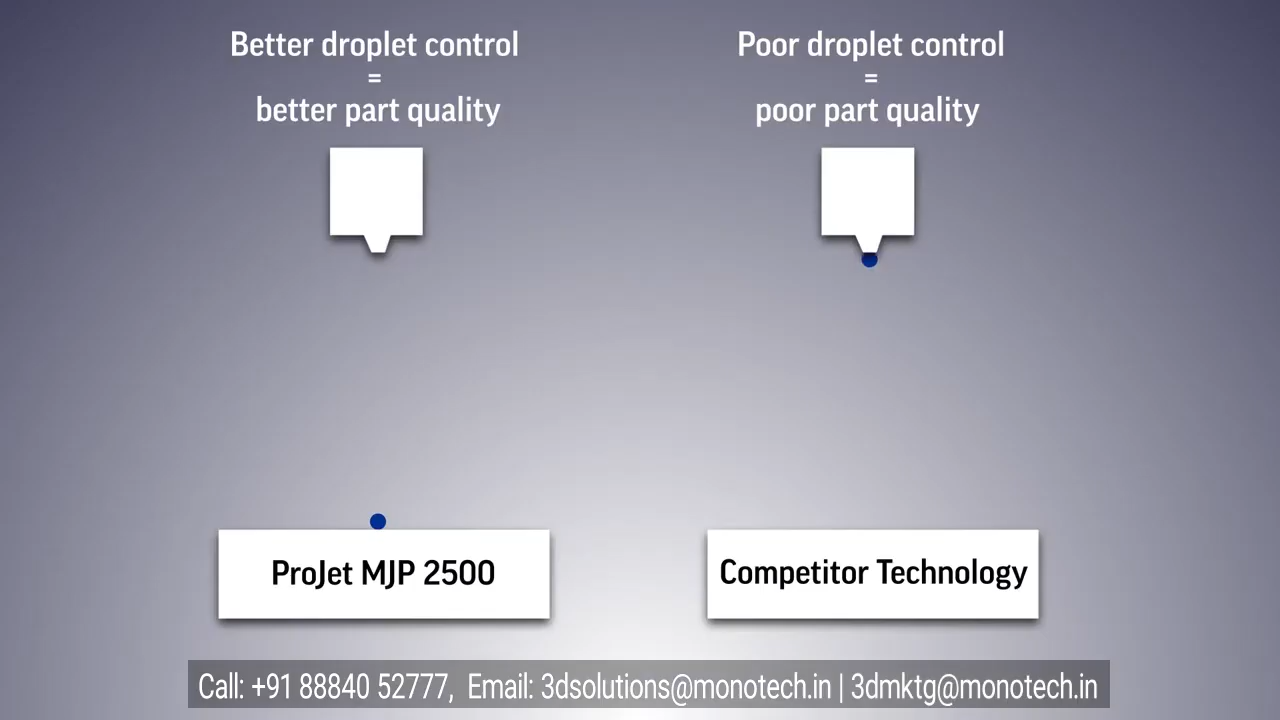 Better droplet control
=
better part quality
Poor droplet control
=
poor part quality
ProJet MJP 2500
Competitor Technology
Call: +91 88840 52777,  Email: 3dsolutions@monotech.in | 3dmktg@monotech.in